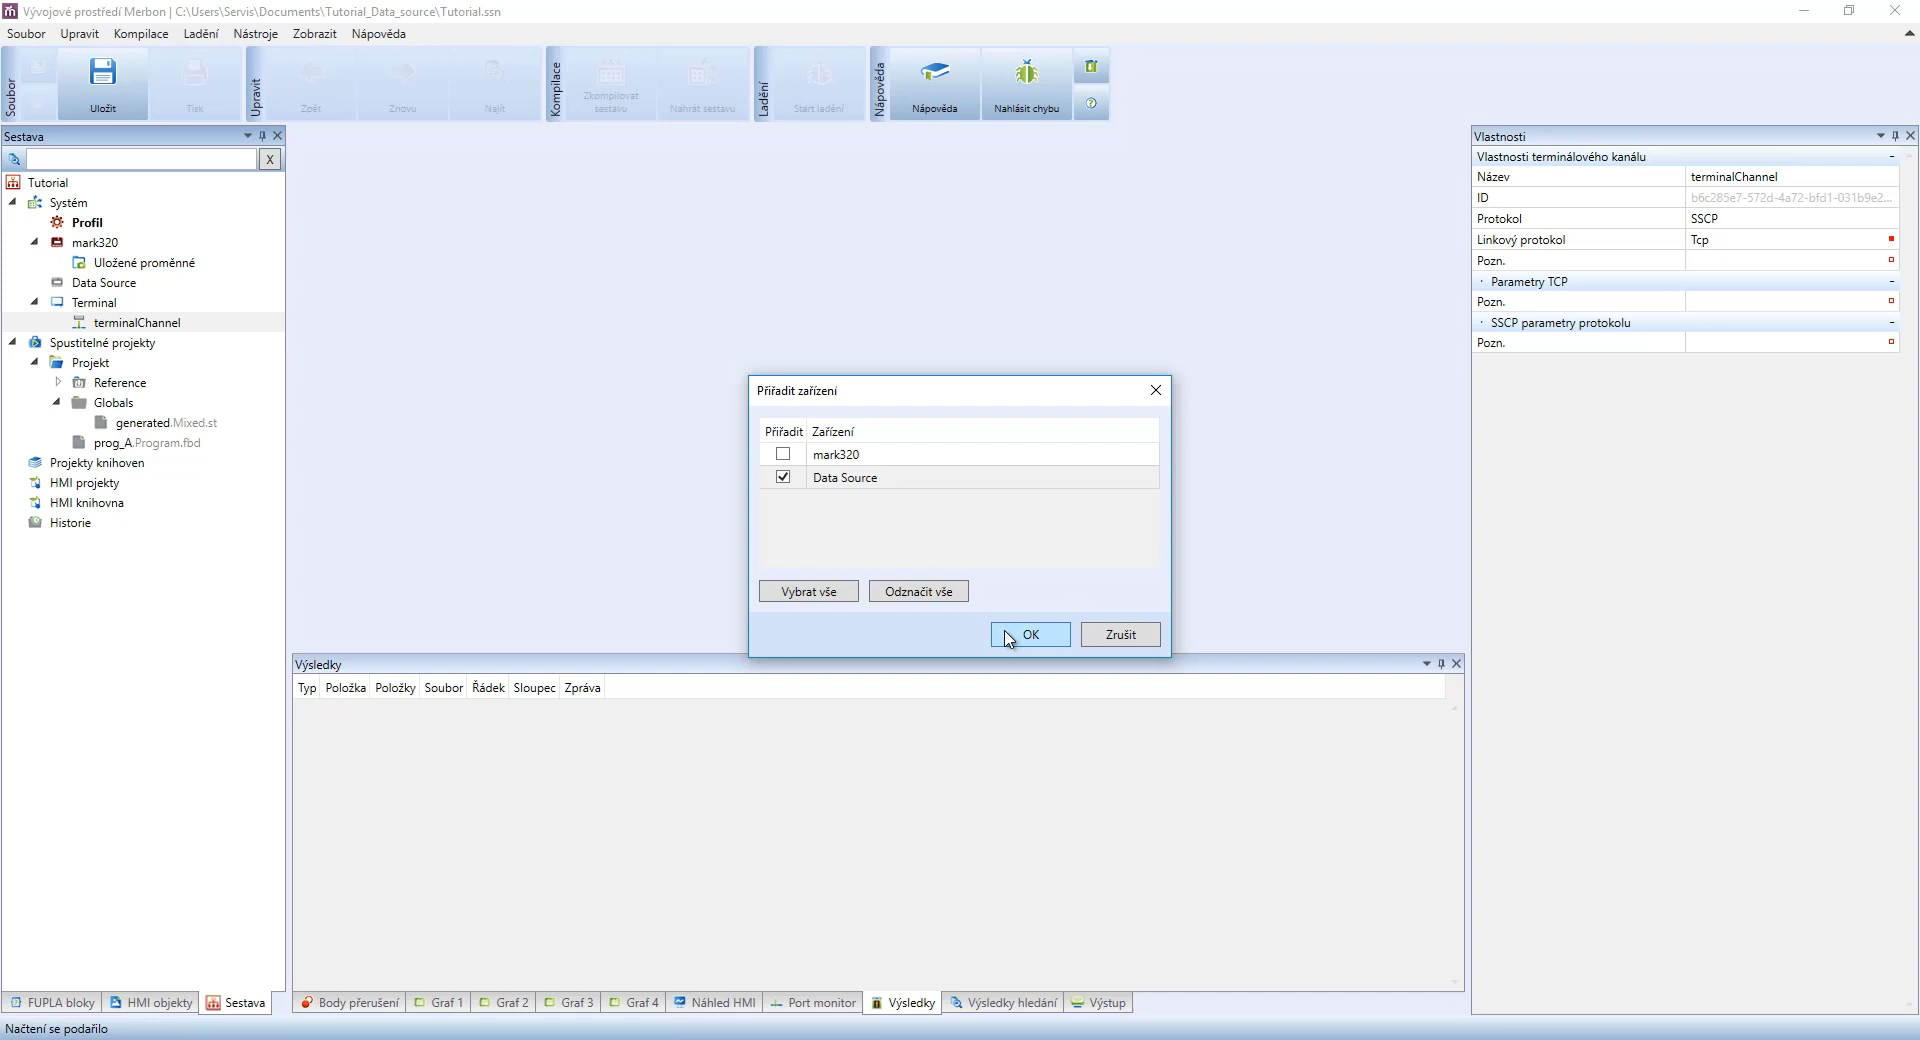 Vývojové prostředí Merbon | C:\Users\Servis\Documents\Tutorial_Data_source\Tutorial.ssn
Soubor Upravit Kompilace Ladění Nástroje Zobrazit Nápověda
Soubor
Uložit
Tisk
Upravit
Zpět
Znovu
Najít
Kompilace
Zkompilovat
sestavu
Nahrát sestavu
Ladění
Start ladění
Nápověda
Nápověda
Nahlásit chybu
Sestava
X
Tutorial
Systém
Profil
mark320
Uložené proměnné
Data Source
Terminal
terminalChannel
Spustitelné projekty
Projekt
Reference
Globals
generated.Mixed.st
prog_A.Program.fbd
Projekty knihoven
HMI projekty
HMI knihovna
Historie
FUPLA bloky HMI objekty Sestava
Přiřadit zařízení
Přiřadit Zařízení
mark320
Data Source
Vybrat vše Odznačit vše
OK Zrušit
Výsledky
Typ Položka Položky Soubor Řádek Sloupec Zpráva
Body přerušení Graf 1 Graf 2 Graf 3 Graf 4 Náhled HMI Port monitor Výsledky Výsledky hledání Výstup
Vlastnosti
Vlastnosti terminálového kanálu
Název terminalChannel
ID b6c285e7-572d-4a72-bfd1-031b9e2...
Protokol SSCP
Linkový protokol Tcp
Pozn.
Parametry TCP
Pozn.
SSCP parametry protokolu
Pozn.
Načtení se podařilo